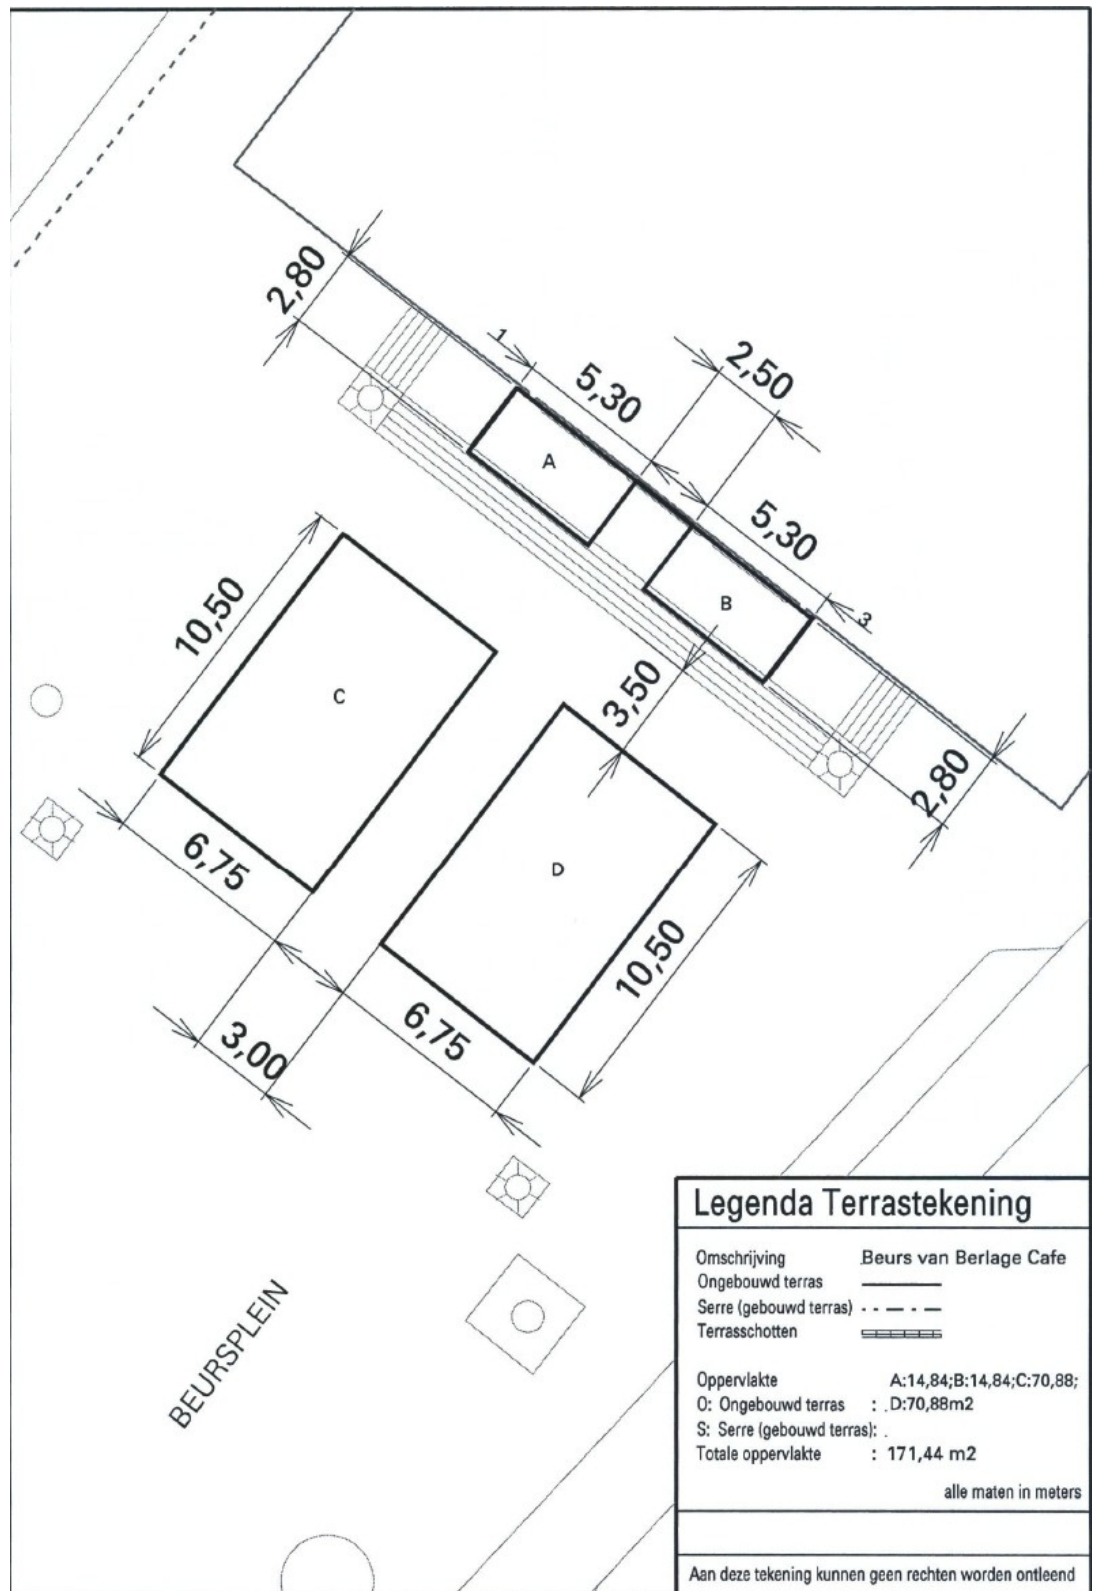 2,80
1
5,30
2,50
A
5,30
B
3
10,50
C
3,50
2,80
6,75
D
10,50
6,75
3,00
BEURSPLEIN
Legenda Terrastekening
Omschrijving Beurs van Berlage Cafe
Ongebouwd terras
Serre (gebouwd terras)
Terrasschotten
Oppervlakte A:14,84;B:14,84;C:70,88;
O: Ongebouwd terras : . D:70,88m2
S: Serre (gebouwd terras): .
Totale oppervlakte : 171,44 m2
alle maten in meters
Aan deze tekening kunnen geen rechten worden ontleend